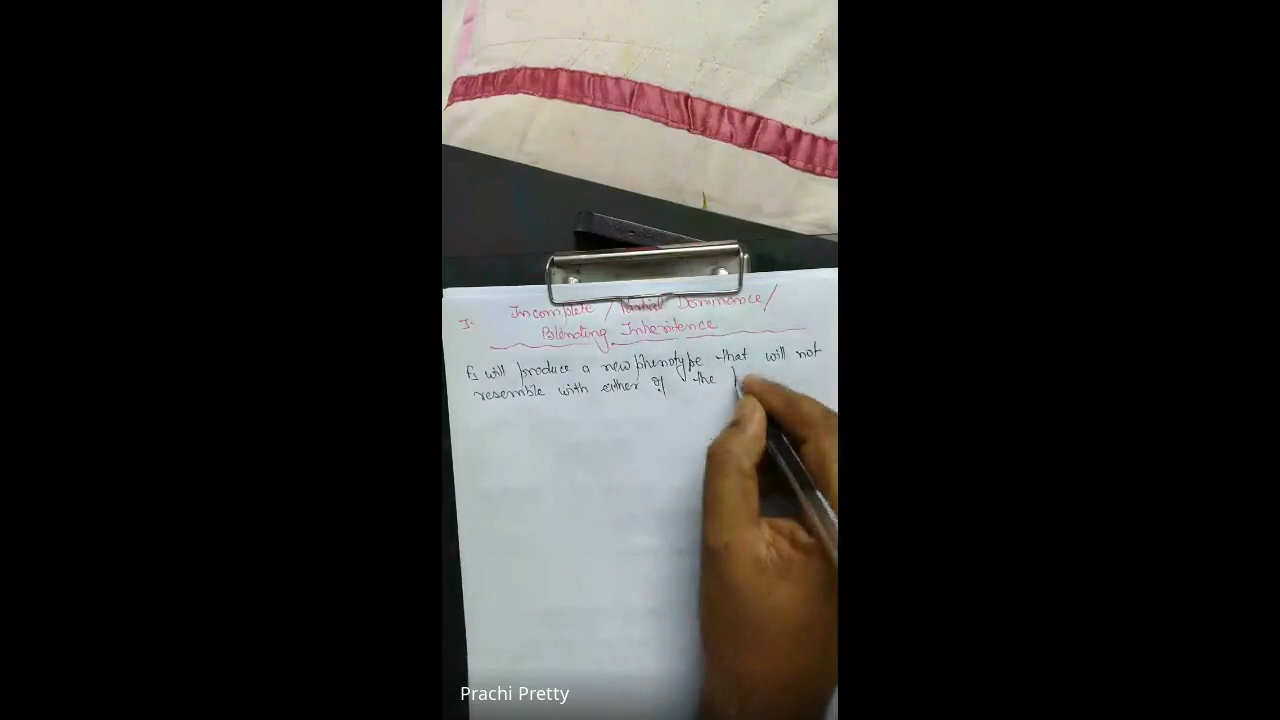 I. Incomplete / Partial Dominance /
Blending Inheritence
F₁ will produce a new phenotype that will not
resemble with either of the
Prachi Pretty